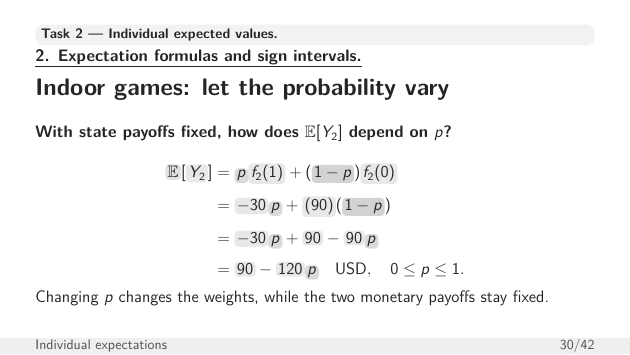 Task 2 — Individual expected values.
2. Expectation formulas and sign intervals.
Indoor games: let the probability vary
With state payoffs fixed, how does 𝔼[Y₂] depend on p?
𝔼[Y₂] = p f₂(1) + (1 − p) f₂(0)
= −30 p + (90)(1 − p)
= −30 p + 90 − 90 p
= 90 − 120 p USD, 0 ≤ p ≤ 1.
Changing p changes the weights, while the two monetary payoffs stay fixed.
Individual expectations 30/42